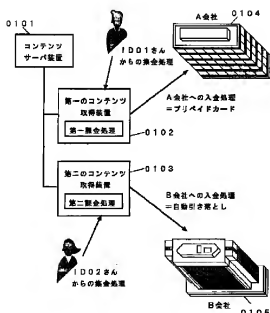 0101
コンテンツ
サーバ装置
ID01さん
からの集金処理
A会社
0104
第一のコンテンツ
取得装置
第一課金処理
0102
A会社への入金処理
=プリペイドカード
第二のコンテンツ
取得装置
第二課金処理
0103
B会社への入金処理
=自動引き落とし
ID02さん
からの集金処理
B会社
0105